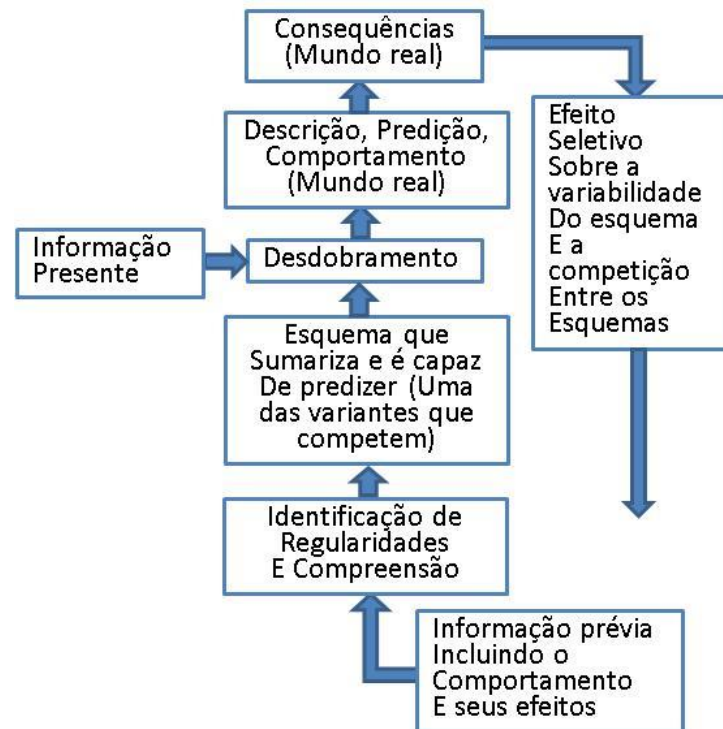 Consequências
(Mundo real)
Descrição, Predição,
Comportamento
(Mundo real)
Efeito
Seletivo
Sobre a
variabilidade
Do esquema
E a
competição
Entre os
Esquemas
Informação
Presente
Desdobramento
Esquema que
Sumariza e é capaz
De predizer (Uma
das variantes que
competem)
Identificação de
Regularidades
E Compreensão
Informação prévia
Incluindo o
Comportamento
E seus efeitos